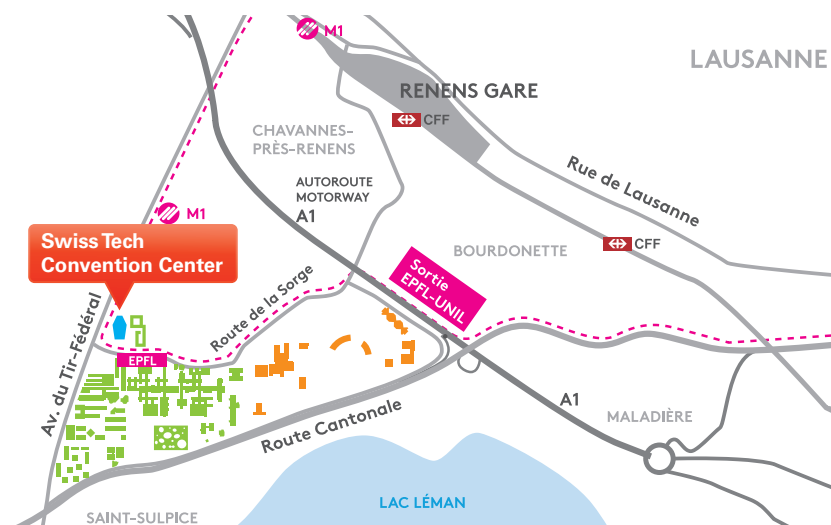 M1
LAUSANNE
RENENS GARE
CFF
CHAVANNES-
PRÈS-RENENS
Rue de Lausanne
AUTOROUTE
MOTORWAY
A1
M1
Swiss Tech
Convention Center
CFF
BOURDONETTE
Sortie
EPFL-UNIL
Route de la Sorge
Av. du Tir-Fédéral
EPFL
A1
MALADIÈRE
Route Cantonale
LAC LÉMAN
SAINT-SULPICE